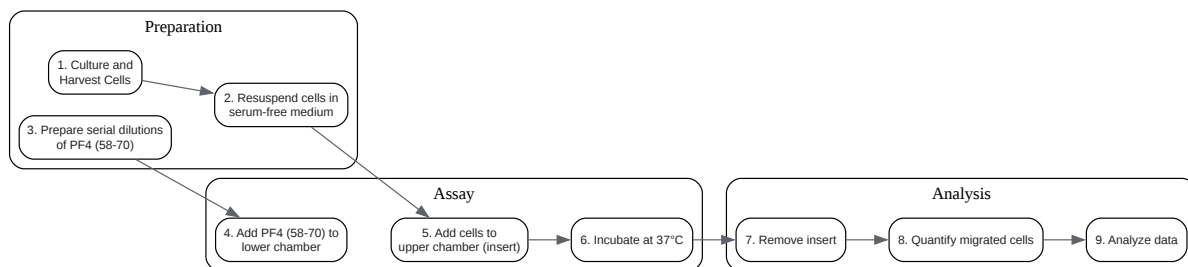 Preparation
1. Culture and
Harvest Cells
2. Resuspend cells in
serum-free medium
3. Prepare serial dilutions
of PF4 (58-70)
Assay
4. Add PF4 (58-70) to
lower chamber
5. Add cells to
upper chamber (insert)
6. Incubate at 37°C
Analysis
7. Remove insert
8. Quantify migrated cells
9. Analyze data